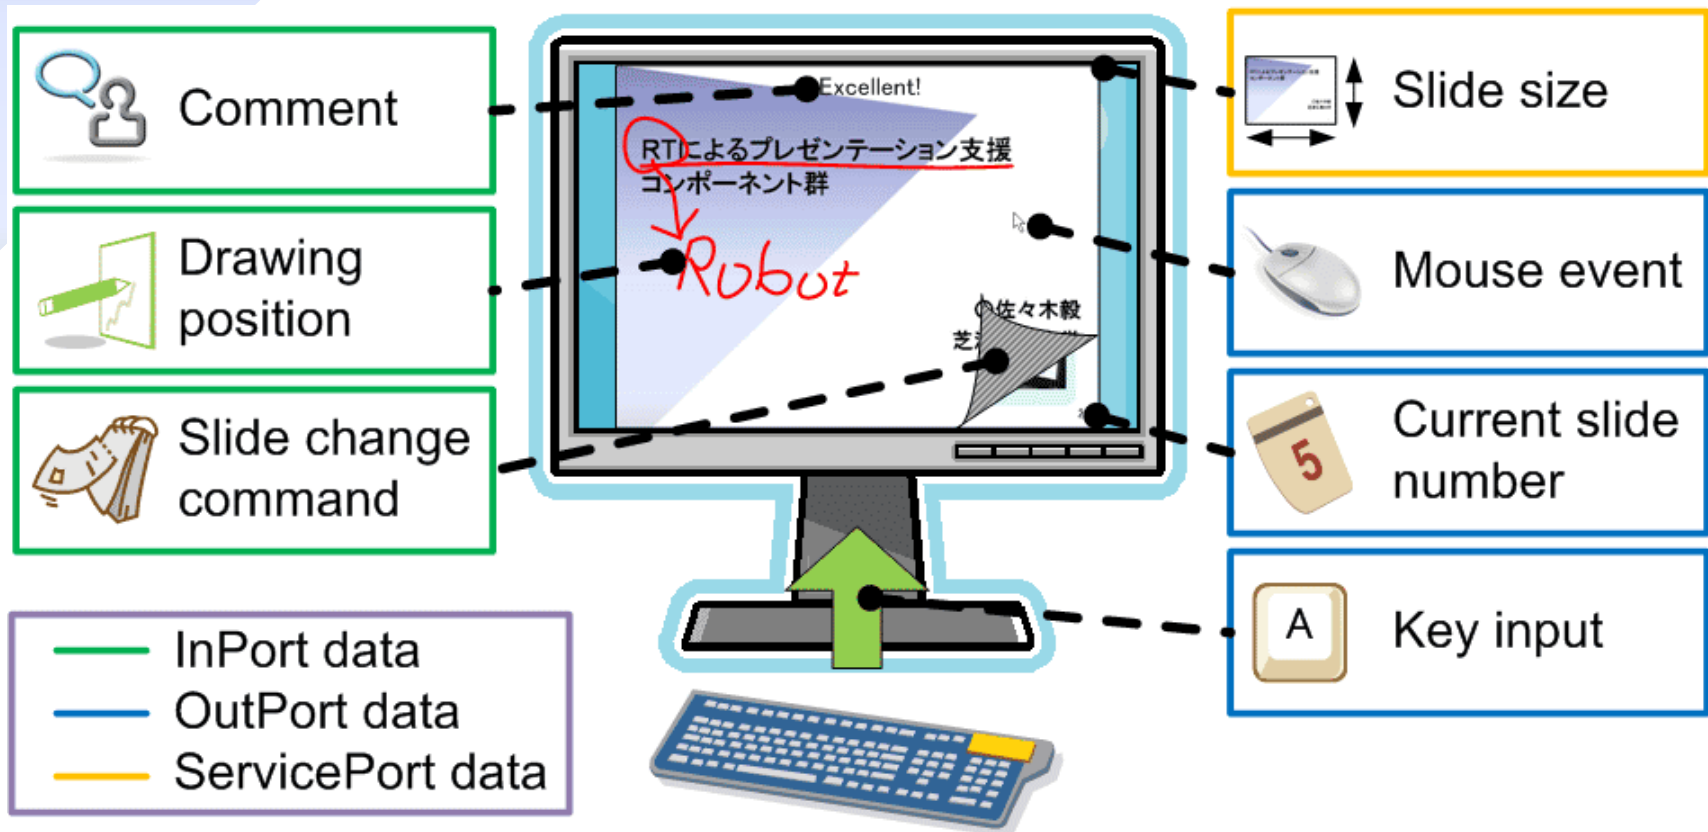 Comment
Drawing
position
Slide change
command
InPort data
OutPort data
ServicePort data
Excellent!
RTによるプレゼンテーション支援
コンポーネント群
Robot
佐々木毅
芝
Slide size
Mouse event
5
Current slide
number
A
Key input